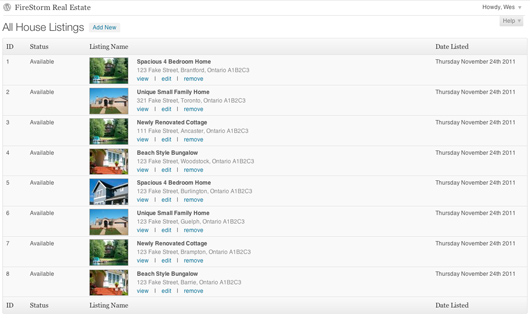 FireStorm Real Estate
Howdy, Wes
Help
All House Listings Add New
ID Status Listing Name Date Listed
1 Available Spacious 4 Bedroom Home Thursday November 24th 2011
123 Fake Street, Brantford, Ontario A1B2C3
view | edit | remove
2 Available Unique Small Family Home Thursday November 24th 2011
321 Fake Street, Toronto, Ontario A1B2C3
view | edit | remove
3 Available Newly Renovated Cottage Thursday November 24th 2011
111 Fake Street, Ancaster, Ontario A1B2C3
view | edit | remove
4 Available Beach Style Bungalow Thursday November 24th 2011
123 Fake Street, Woodstock, Ontario A1B2C3
view | edit | remove
5 Available Spacious 4 Bedroom Home Thursday November 24th 2011
123 Fake Street, Burlington, Ontario A1B2C3
view | edit | remove
6 Available Unique Small Family Home Thursday November 24th 2011
123 Fake Street, Guelph, Ontario A1B2C3
view | edit | remove
7 Available Newly Renovated Cottage Thursday November 24th 2011
123 Fake Street, Brampton, Ontario A1B2C3
view | edit | remove
8 Available Beach Style Bungalow Thursday November 24th 2011
123 Fake Street, Barrie, Ontario A1B2C3
view | edit | remove
ID Status Listing Name Date Listed